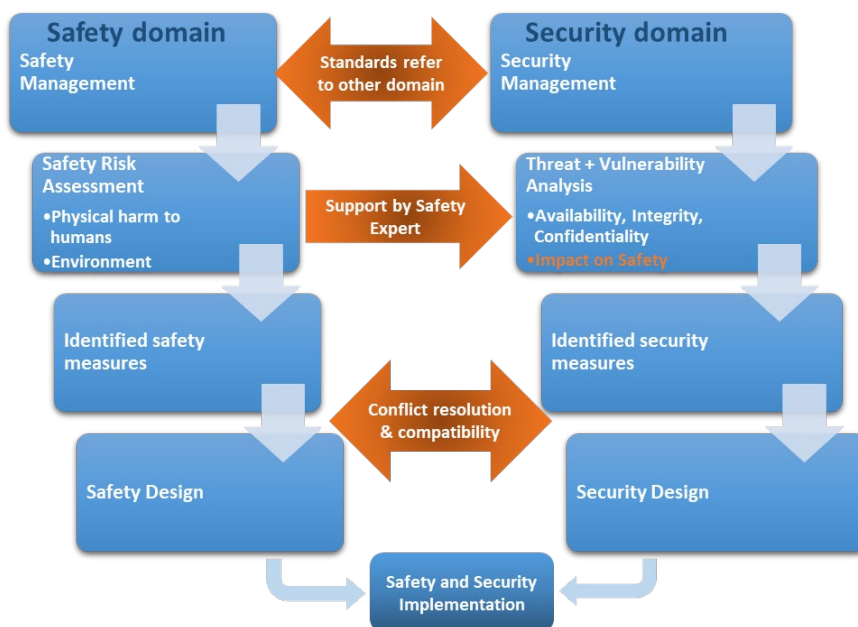 Safety domain
Safety
Management
Standards refer
to other domain
Security domain
Security
Management
Safety Risk
Assessment
•Physical harm to
humans
•Environment
Support by Safety
Expert
Threat + Vulnerability
Analysis
•Availability, Integrity,
Confidentiality
•Impact on Safety
Identified safety
measures
Identified security
measures
Conflict resolution
& compatibility
Safety Design
Security Design
Safety and Security
Implementation